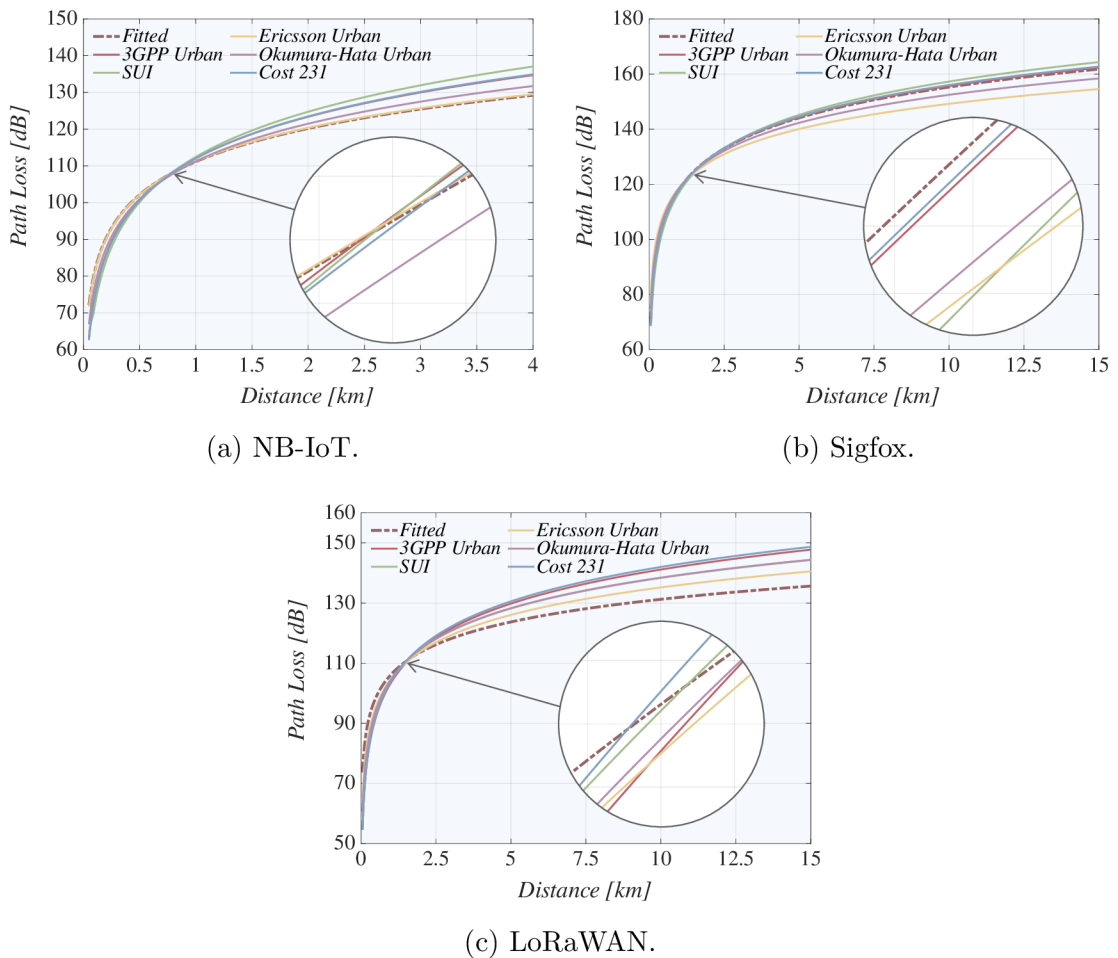 150
140
130
120
110
100
90
80
70
60
Path Loss [dB]
Fitted
3GPP Urban
SUI
Ericsson Urban
Okumura-Hata Urban
Cost 231
0
0.5
1
1.5
2
2.5
3
3.5
4
Distance [km]
(a) NB-IoT.
180
160
140
120
100
80
60
Path Loss [dB]
Fitted
3GPP Urban
SUI
Ericsson Urban
Okumura-Hata Urban
Cost 231
0
2.5
5
7.5
10
12.5
15
Distance [km]
(b) Sigfox.
160
150
130
110
90
70
50
Path Loss [dB]
Fitted
3GPP Urban
SUI
Ericsson Urban
Okumura-Hata Urban
Cost 231
0
2.5
5
7.5
10
12.5
15
Distance [km]
(c) LoRaWAN.